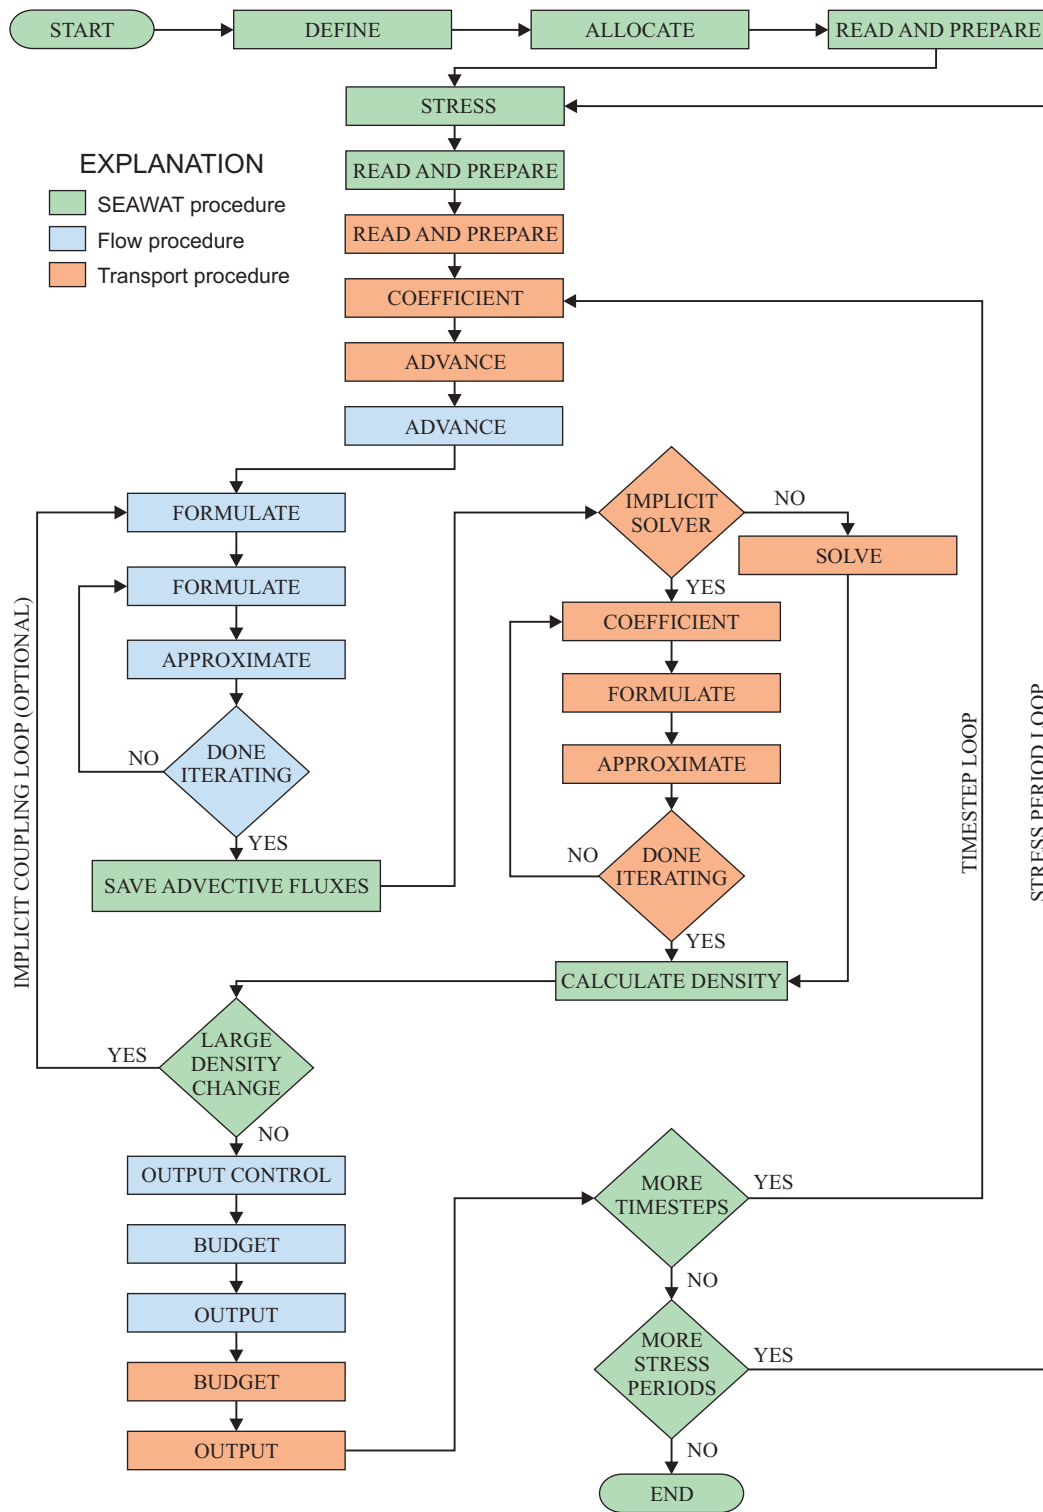 START
DEFINE
ALLOCATE
READ AND PREPARE
STRESS
EXPLANATION
SEAWAT procedure
Flow procedure
Transport procedure
READ AND PREPARE
READ AND PREPARE
COEFFICIENT
ADVANCE
ADVANCE
FORMULATE
FORMULATE
APPROXIMATE
DONE
ITERATING
NO
YES
SAVE ADVECTIVE FLUXES
IMPLICIT COUPLING LOOP (OPTIONAL)
IMPLICIT
SOLVER
NO
SOLVE
YES
COEFFICIENT
FORMULATE
APPROXIMATE
DONE
ITERATING
NO
YES
CALCULATE DENSITY
TIMESTEP LOOP
STRESS PERIOD LOOP
LARGE
DENSITY
CHANGE
YES
NO
OUTPUT CONTROL
BUDGET
OUTPUT
BUDGET
OUTPUT
MORE
TIMESTEPS
YES
NO
MORE
STRESS
PERIODS
YES
NO
END